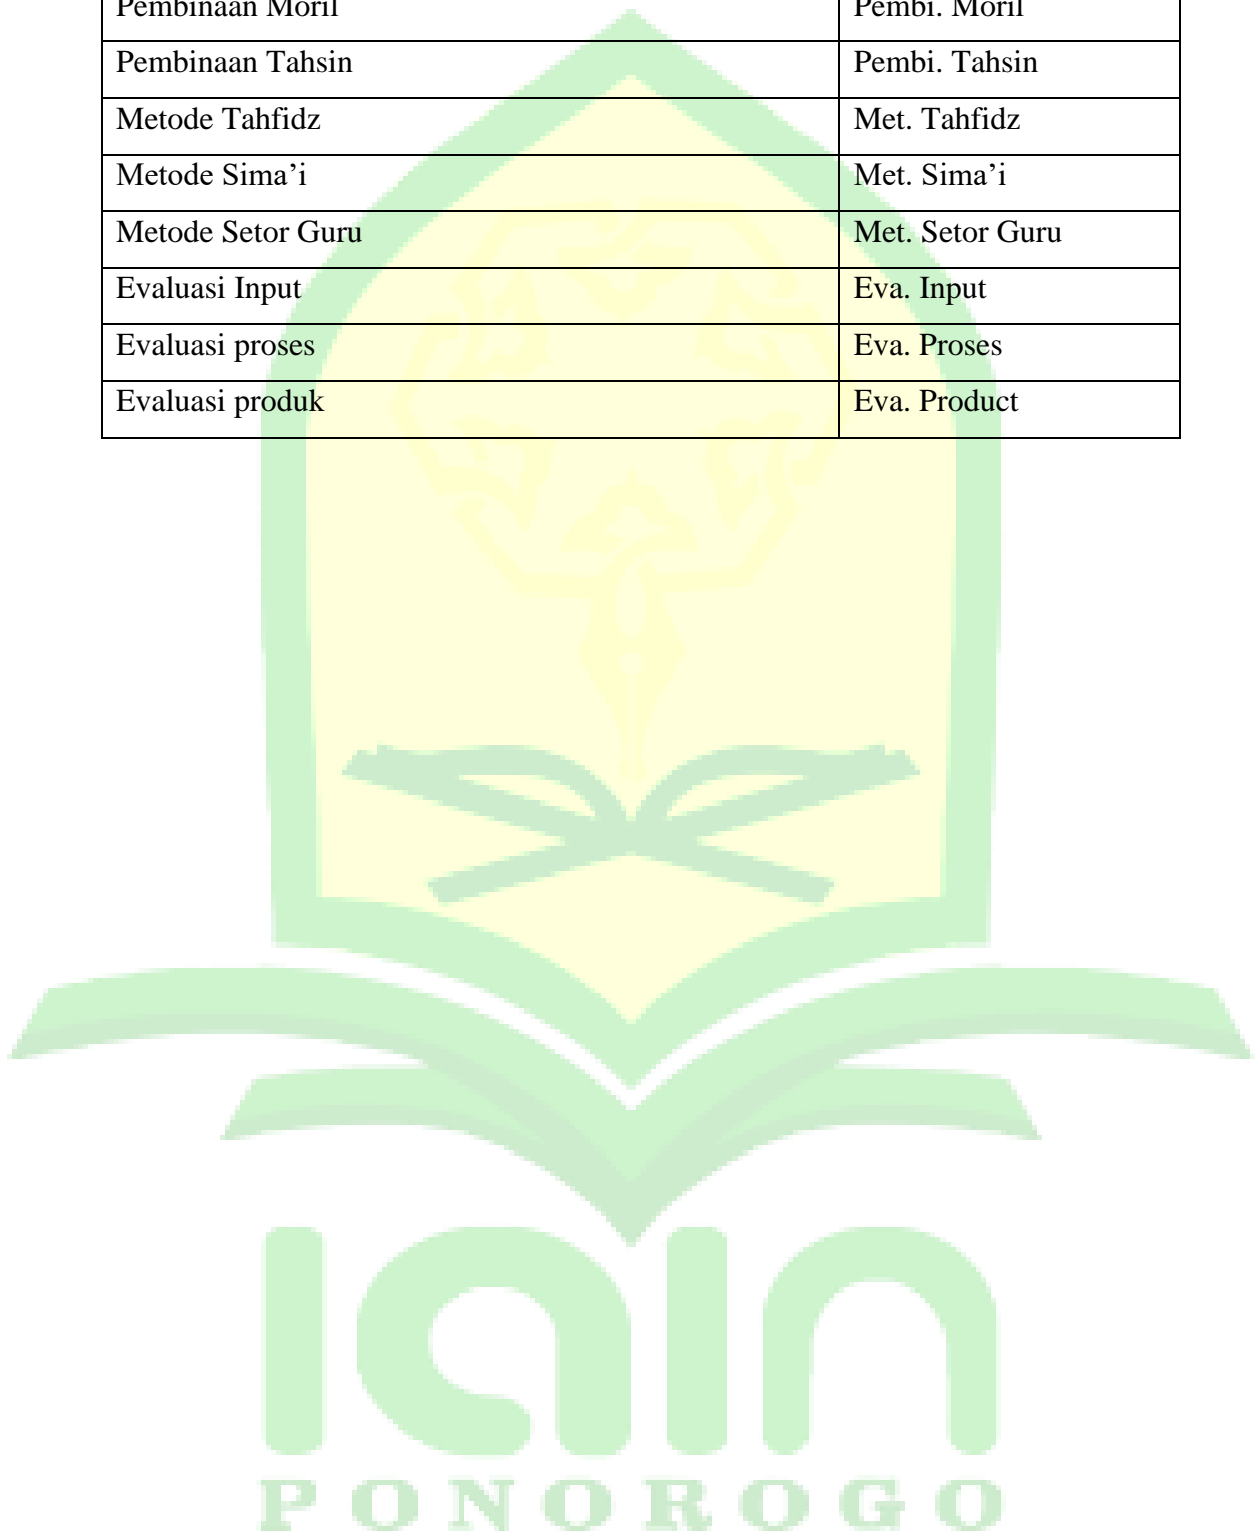 Pembinaan Moril Pembi. Moril
Pembinaan Tahsin Pembi. Tahsin
Metode Tahfidz Met. Tahfidz
Metode Sima’i Met. Sima’i
Metode Setor Guru Met. Setor Guru
Evaluasi Input Eva. Input
Evaluasi proses Eva. Proses
Evaluasi produk Eva. Product
iain
PONOROGO